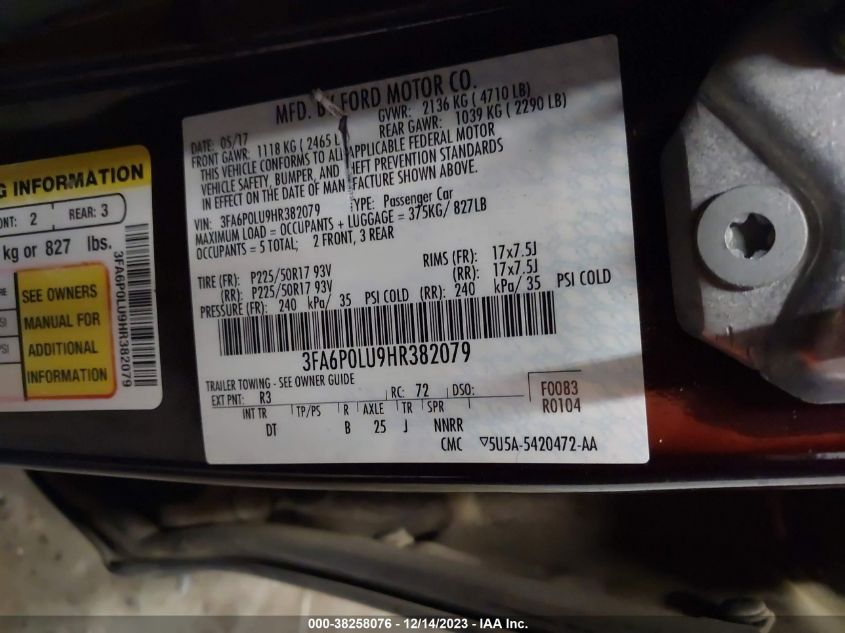 MFD. BY FORD MOTOR CO.
DATE: 05/17 GVWR: 2136 KG ( 4710 LB)
FRONT GAWR: 1118 KG ( 2465 L REAR GAWR: 1039 KG ( 2290 LB)
THIS VEHICLE CONFORMS TO ALL APPLICABLE FEDERAL MOTOR
VEHICLE SAFETY, BUMPER, AND HEFT PREVENTION STANDARDS
IN EFFECT ON THE DATE OF MAN FACTURE SHOWN ABOVE.
VIN: 3FA6P0LU9HR382079 TYPE: Passenger Car
MAXIMUM LOAD = OCCUPANTS + LUGGAGE = 375KG/ 827LB
OCCUPANTS = 5 TOTAL; 2 FRONT, 3 REAR
TIRE (FR): P225/50R17 93V RIMS (FR): 17x7.5J
(RR): P225/50R17 93V (RR): 17x7.5J
PRESSURE (FR): 240 kPa/ 35 PSI COLD (RR): 240 kPa/ 35 PSI COLD
3FA6P0LU9HR382079
TRAILER TOWING - SEE OWNER GUIDE
EXT PNT: R3 RC: 72 DSO: F0083
R0104
INT TR TP/PS R AXLE TR SPR
DT B 25 J NNRR
CMC ▽5U5A-5420472-AA
G INFORMATION
NT: 2 REAR: 3
kg or 827 lbs.
SEE OWNERS
MANUAL FOR
ADDITIONAL
INFORMATION
RE
SI
PSI
3FA6P0LU9HR382079
000-38258076 - 12/14/2023 - ©IAA Inc.